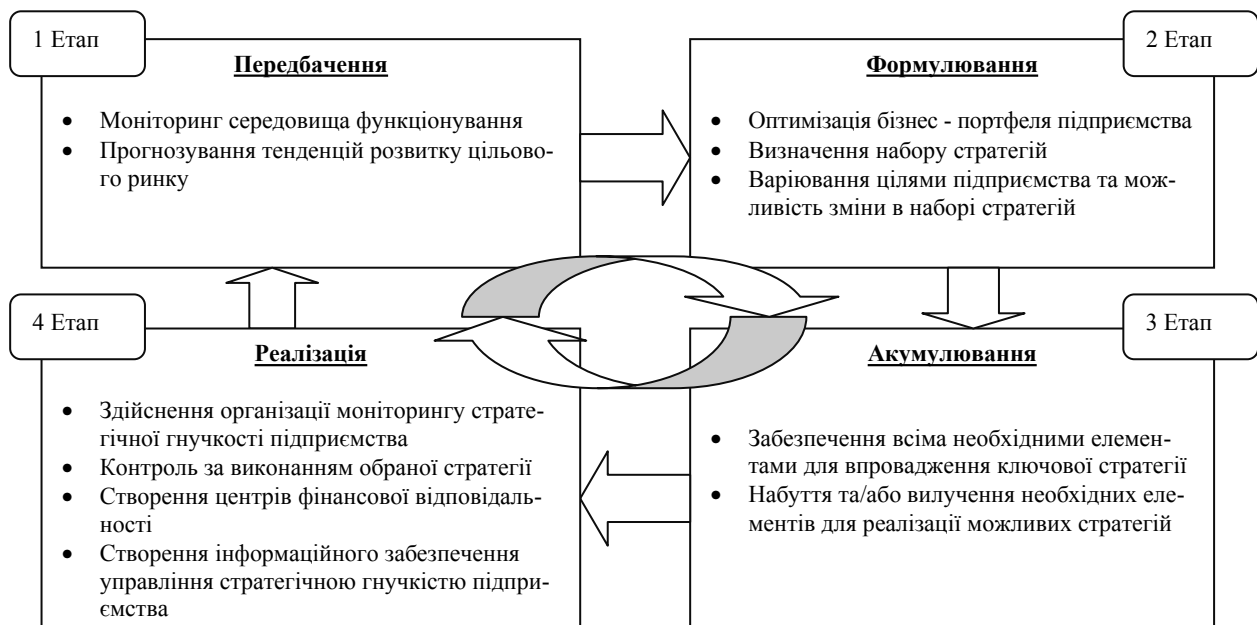 1 Етап
Передбачення
• Моніторинг середовища функціонування
• Прогнозування тенденцій розвитку цільово-
го ринку
2 Етап
Формулювання
• Оптимізація бізнес - портфеля підприємства
• Визначення набору стратегій
• Варіювання цілями підприємства та мож-
ливість зміни в наборі стратегій
3 Етап
Акумулювання
• Забезпечення всіма необхідними елемен-
тами для впровадження ключової стратегії
• Набуття та/або вилучення необхідних еле-
ментів для реалізації можливих стратегій
4 Етап
Реалізація
• Здійснення організації моніторингу страте-
гічної гнучкості підприємства
• Контроль за виконанням обраної стратегії
• Створення центрів фінансової відповідаль-
ності
• Створення інформаційного забезпечення
управління стратегічною гнучкістю підпри-
ємства